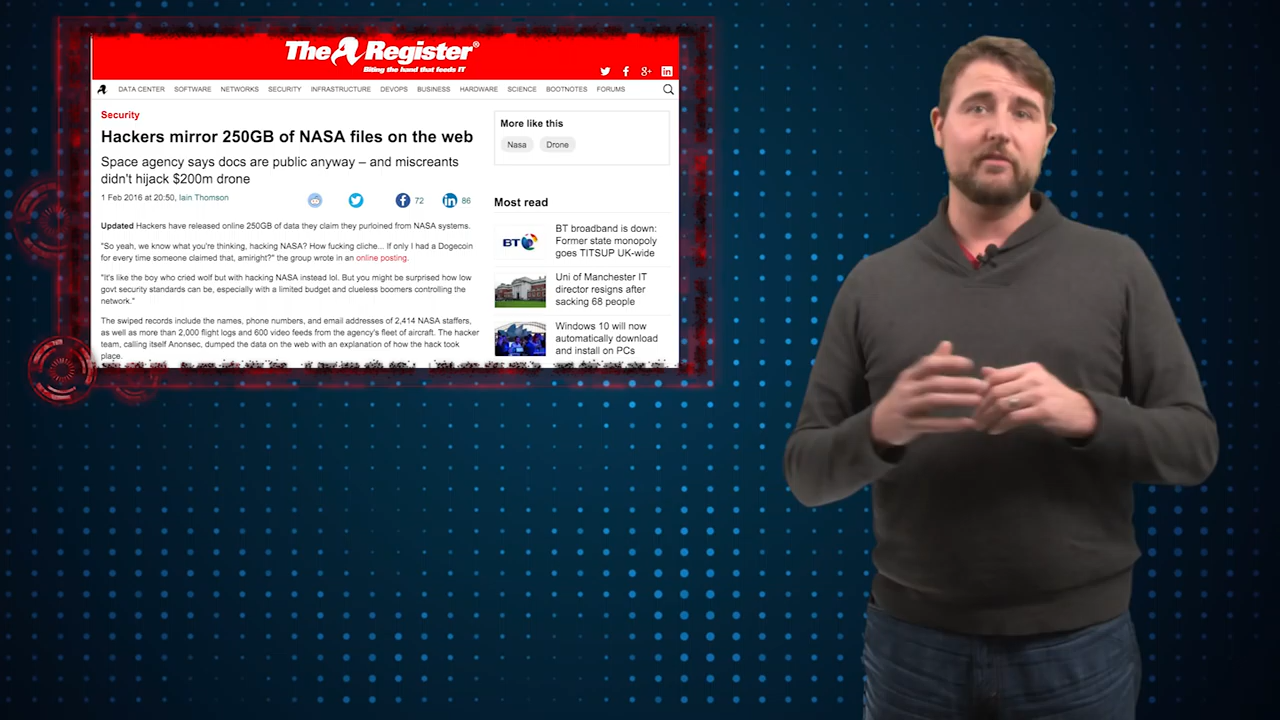 The Register®
Biting the hand that feeds IT
DATA CENTER SOFTWARE NETWORKS SECURITY INFRASTRUCTURE DEVOPS BUSINESS HARDWARE SCIENCE BOOTNOTES FORUMS
Security
Hackers mirror 250GB of NASA files on the web
Space agency says docs are public anyway – and miscreants
didn't hijack $200m drone
1 Feb 2016 at 20:50, Iain Thomson
72
86
Updated Hackers have released online 250GB of data they claim they purloined from NASA systems.
"So yeah, we know what you're thinking, hacking NASA? How fucking cliche... If only I had a Dogecoin
for every time someone claimed that, amright?" the group wrote in an online posting.
"It's like the boy who cried wolf but with hacking NASA instead lol. But you might be surprised how low
govt security standards can be, especially with a limited budget and clueless boomers controlling the
network."
The swiped records include the names, phone numbers, and email addresses of 2,414 NASA staffers,
as well as more than 2,000 flight logs and 600 video feeds from the agency's fleet of aircraft. The hacker
team, calling itself Anonsec, dumped the data on the web with an explanation of how the hack took
place.
More like this
Nasa Drone
Most read
BT
BT broadband is down:
Former state monopoly
goes TITSUP UK-wide
Uni of Manchester IT
director resigns after
sacking 68 people
Windows 10 will now
automatically download
and install on PCs